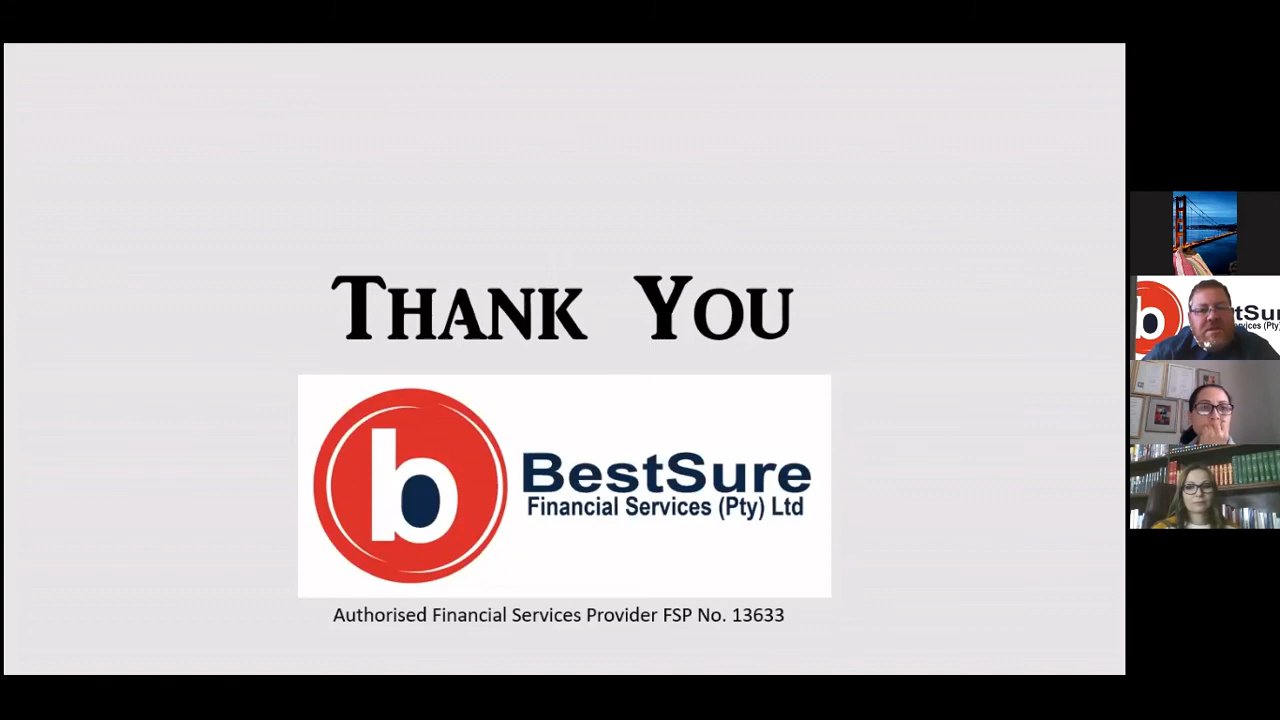 THANK YOU
b
BestSure
Financial Services (Pty) Ltd
Authorised Financial Services Provider FSP No. 13633
b